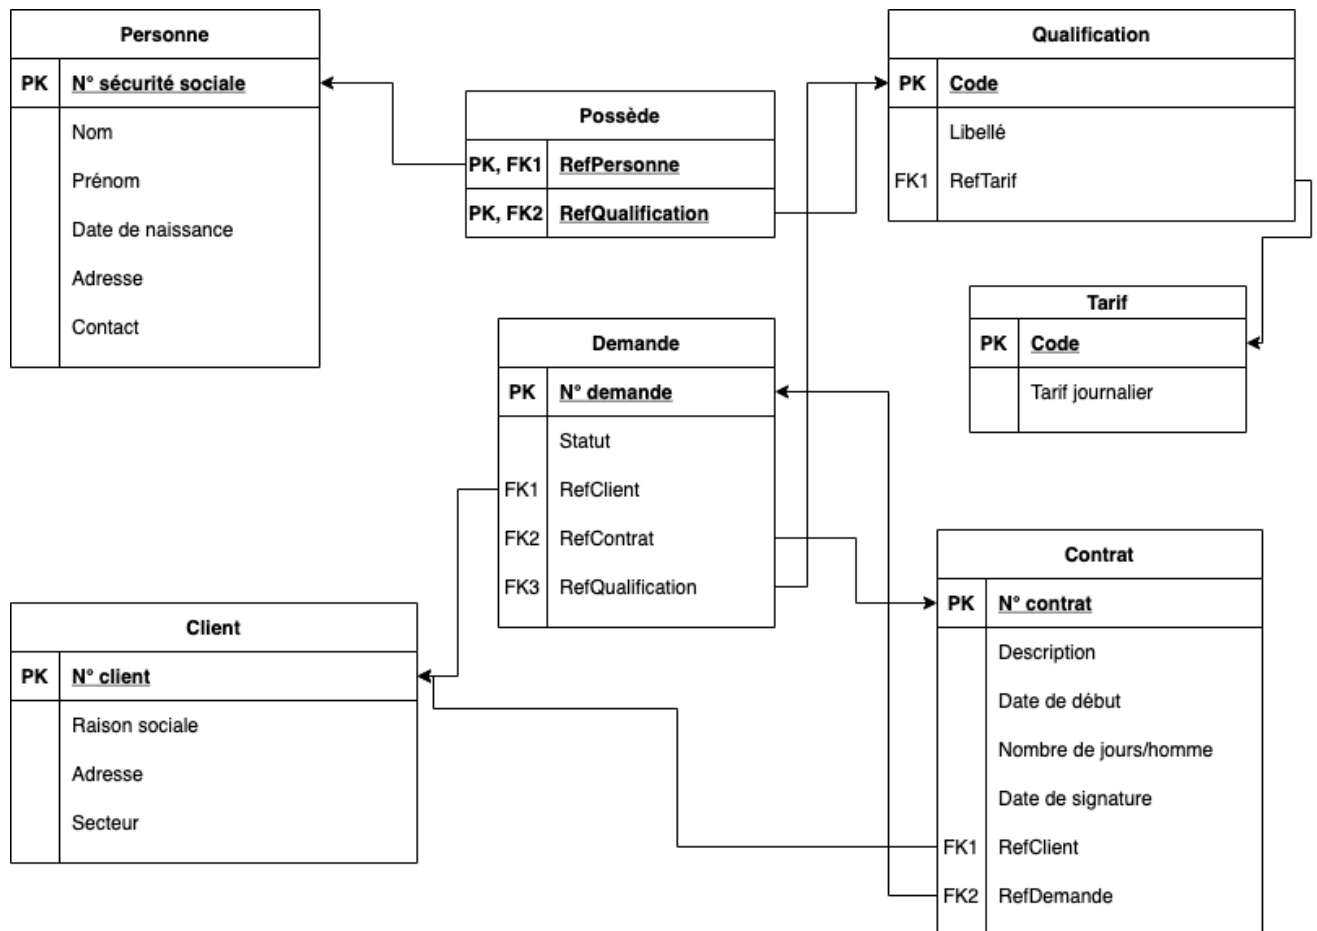 Personne
PK N° sécurité sociale
Nom
Prénom
Date de naissance
Adresse
Contact
Possède
PK, FK1 RefPersonne
PK, FK2 RefQualification
Qualification
PK Code
Libellé
FK1 RefTarif
Tarif
PK Code
Tarif journalier
Demande
PK N° demande
Statut
FK1 RefClient
FK2 RefContrat
FK3 RefQualification
Client
PK N° client
Raison sociale
Adresse
Secteur
Contrat
PK N° contrat
Description
Date de début
Nombre de jours/homme
Date de signature
FK1 RefClient
FK2 RefDemande